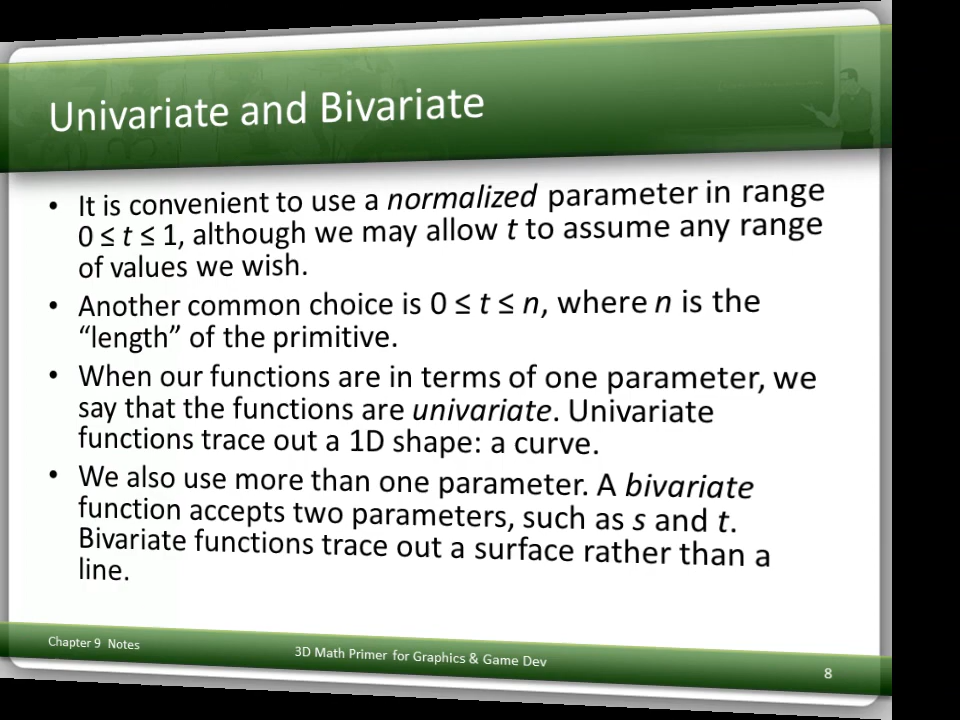 Univariate and Bivariate
• It is convenient to use a normalized parameter in range
0 ≤ t ≤ 1, although we may allow t to assume any range
of values we wish.
• Another common choice is 0 ≤ t ≤ n, where n is the
“length” of the primitive.
• When our functions are in terms of one parameter, we
say that the functions are univariate. Univariate
functions trace out a 1D shape: a curve.
• We also use more than one parameter. A bivariate
function accepts two parameters, such as s and t.
Bivariate functions trace out a surface rather than a
line.
Chapter 9 Notes
3D Math Primer for Graphics & Game Dev
8